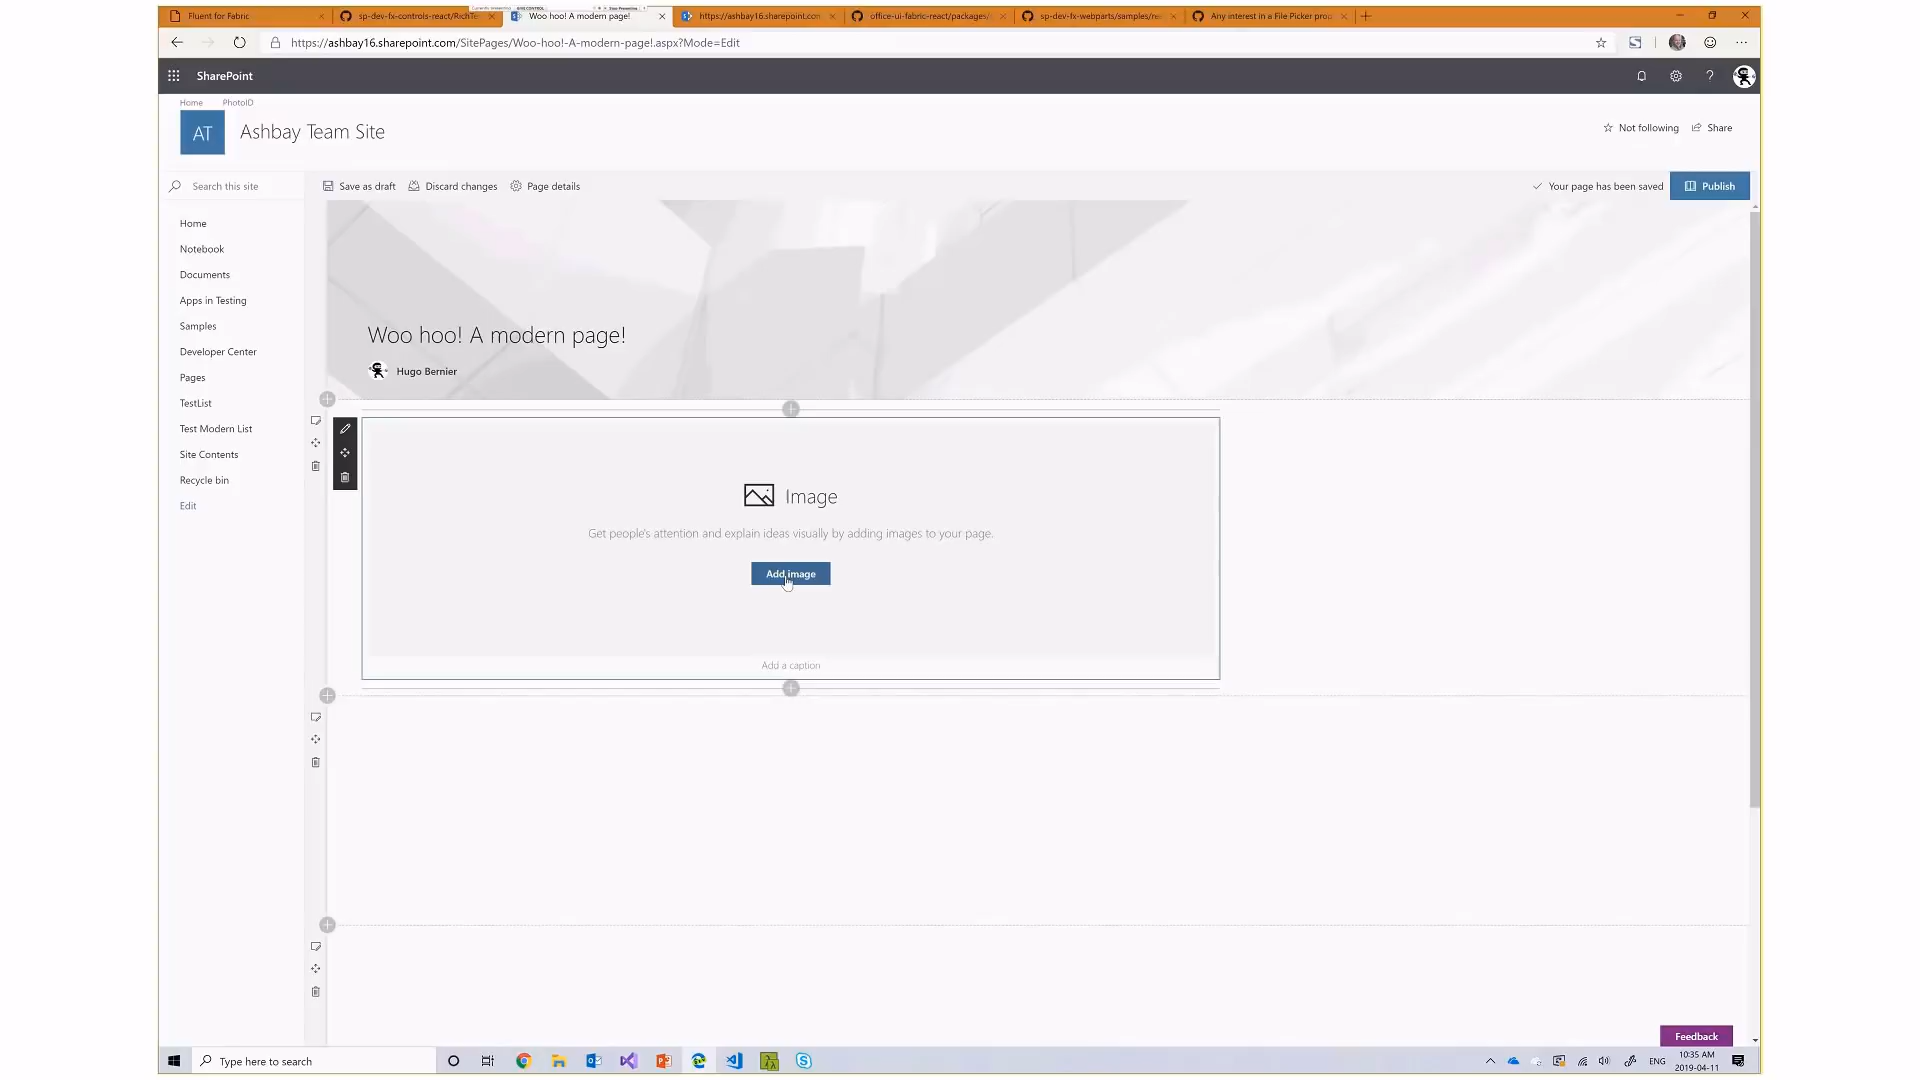 Fluent for Fabric
sp-dev-fx-controls-react/RichTe
Woo hoo! A modern page!
https://ashbay16.sharepoint.com
office-ui-fabric-react/packages/
sp-dev-fx-webparts/samples/re
Any interest in a File Picker pro
GIVE CONTROL
Stop Presenting
https://ashbay16.sharepoint.com/SitePages/Woo-hoo!-A-modern-page!.aspx?Mode=Edit
SharePoint
Home
PhotoID
AT
Ashbay Team Site
Not following
Share
Search this site
Save as draft
Discard changes
Page details
Your page has been saved
Publish
Home
Notebook
Documents
Apps in Testing
Samples
Developer Center
Pages
TestList
Test Modern List
Site Contents
Recycle bin
Edit
Woo hoo! A modern page!
Hugo Bernier
Image
Get people's attention and explain ideas visually by adding images to your page.
Add image
Add a caption
Feedback
Type here to search
ENG
10:35 AM
2019-04-11